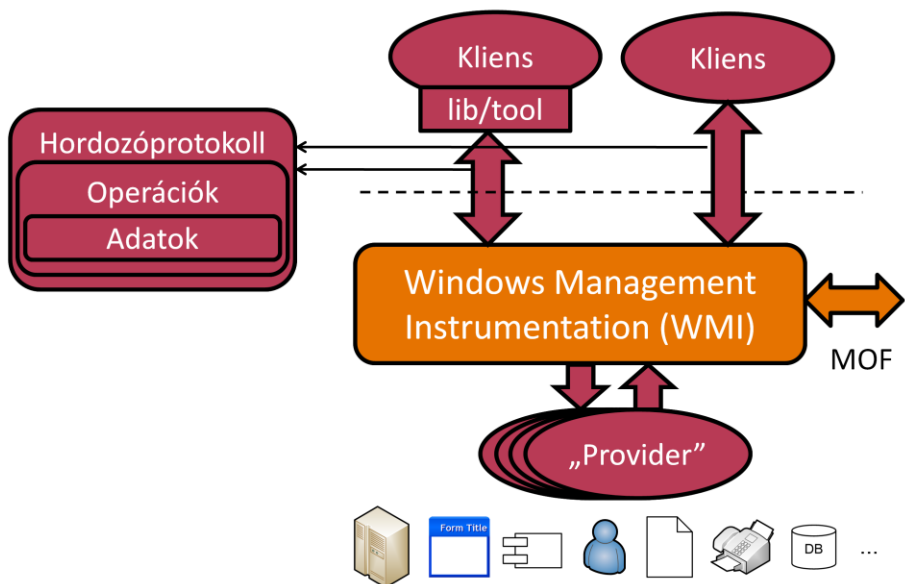 Kliens
lib/tool
Kliens
Hordozóprotokoll
Operációk
Adatok
Windows Management
Instrumentation (WMI)
MOF
„Provider”
Form Title
DB
...